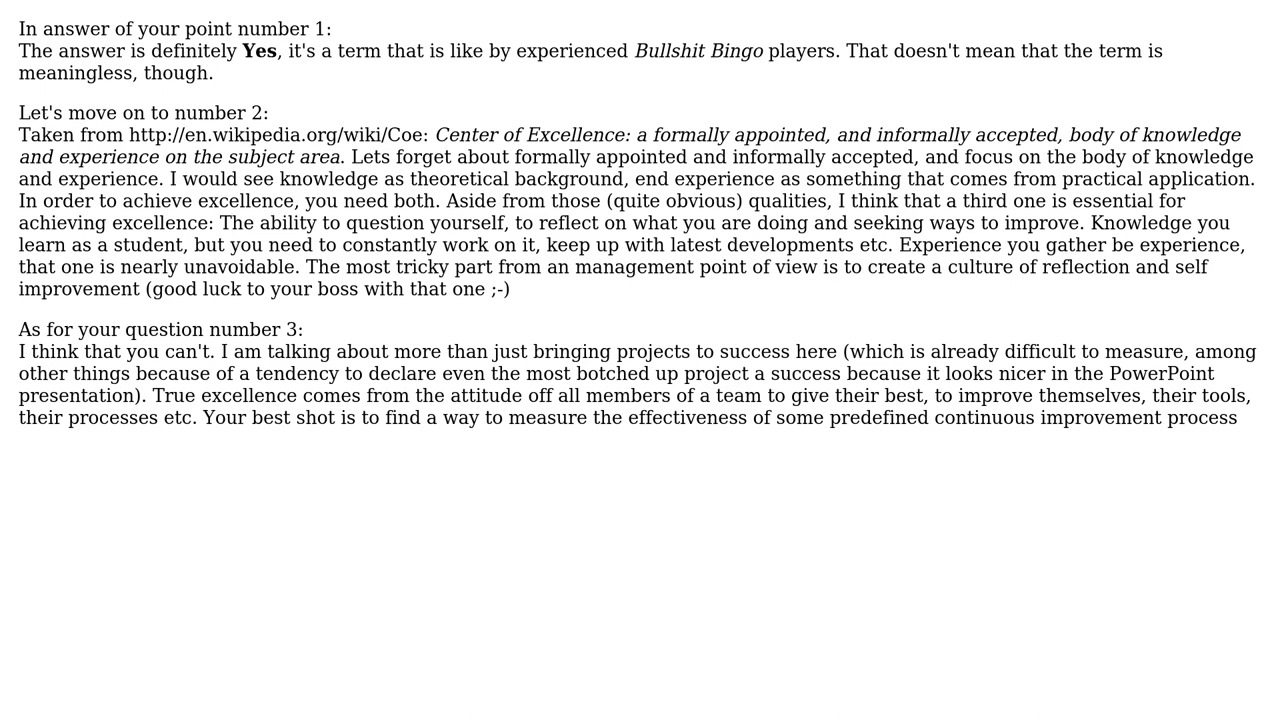 In answer of your point number 1:
The answer is definitely Yes, it's a term that is like by experienced Bullshit Bingo players. That doesn't mean that the term is
meaningless, though.
Let's move on to number 2:
Taken from http://en.wikipedia.org/wiki/Coe: Center of Excellence: a formally appointed, and informally accepted, body of knowledge
and experience on the subject area. Lets forget about formally appointed and informally accepted, and focus on the body of knowledge
and experience. I would see knowledge as theoretical background, end experience as something that comes from practical application.
In order to achieve excellence, you need both. Aside from those (quite obvious) qualities, I think that a third one is essential for
achieving excellence: The ability to question yourself, to reflect on what you are doing and seeking ways to improve. Knowledge you
learn as a student, but you need to constantly work on it, keep up with latest developments etc. Experience you gather be experience,
that one is nearly unavoidable. The most tricky part from an management point of view is to create a culture of reflection and self
improvement (good luck to your boss with that one ;-)
As for your question number 3:
I think that you can't. I am talking about more than just bringing projects to success here (which is already difficult to measure, among
other things because of a tendency to declare even the most botched up project a success because it looks nicer in the PowerPoint
presentation). True excellence comes from the attitude off all members of a team to give their best, to improve themselves, their tools,
their processes etc. Your best shot is to find a way to measure the effectiveness of some predefined continuous improvement process